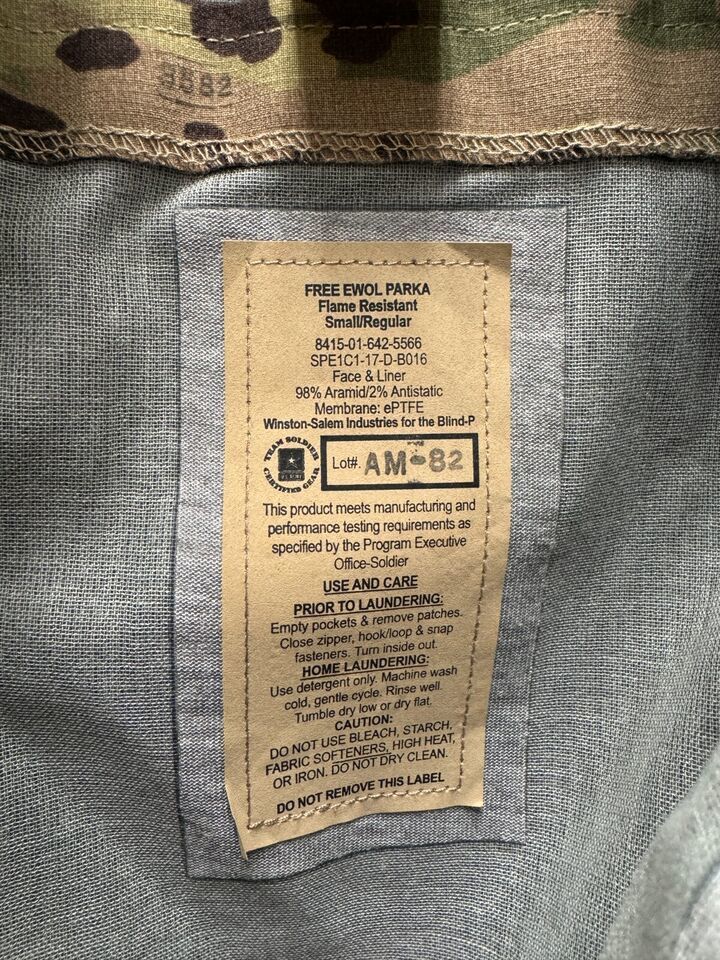 9582
FREE EWOL PARKA
Flame Resistant
Small/Regular
8415-01-642-5566
SPE1C1-17-D-B016
Face & Liner
98% Aramid/2% Antistatic
Membrane: ePTFE
Winston-Salem Industries for the Blind-P
TEAM SOLDIER
CERTIFIED GEAR
Lot#. AM-82
This product meets manufacturing and
performance testing requirements as
specified by the Program Executive
Office-Soldier
USE AND CARE
PRIOR TO LAUNDERING:
Empty pockets & remove patches.
Close zipper, hook/loop & snap
fasteners. Turn inside out.
HOME LAUNDERING:
Use detergent only. Machine wash
cold, gentle cycle. Rinse well.
Tumble dry low or dry flat.
CAUTION:
DO NOT USE BLEACH, STARCH,
FABRIC SOFTENERS, HIGH HEAT,
OR IRON. DO NOT DRY CLEAN.
DO NOT REMOVE THIS LABEL